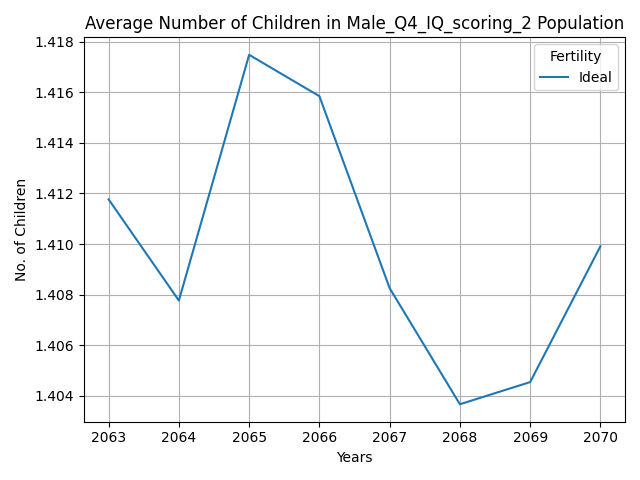 Average Number of Children in Male_Q4_IQ_scoring_2 Population
Fertility
Ideal
1.418
1.416
1.414
1.412
1.410
1.408
1.406
1.404
No. of Children
2063 2064 2065 2066 2067 2068 2069 2070
Years